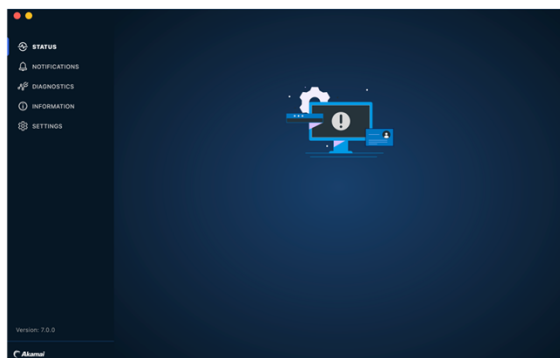 STATUS
NOTIFICATIONS
DIAGNOSTICS
INFORMATION
SETTINGS
Version: 7.0.0
Akamai